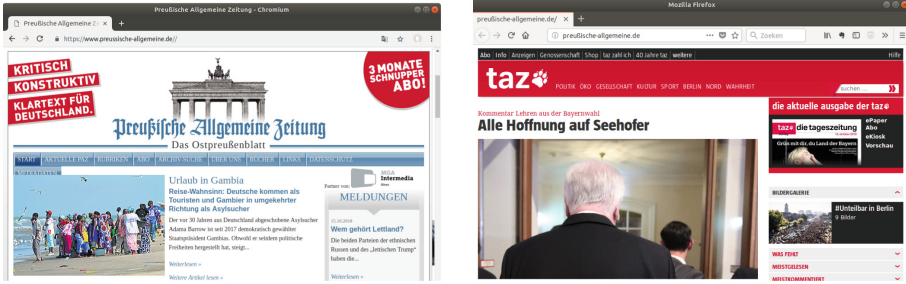 Preußische Allgemeine Zeitung - Chromium
Preußische Allgemeine Ze
https://www.preussische-allgemeine.de//
KRITISCH
KONSTRUKTIV
KLARTEXT FÜR
DEUTSCHLAND.
3 MONATE
SCHNUPPER
ABO!
Preußische Allgemeine Zeitung
Das Ostpreußenblatt
START AKTUELLE PAZ RUBRIKEN ABO ARCHIV-SUCHE ÜBER UNS BÜCHER LINKS DATENSCHUTZ
Urlaub in Gambia
Reise-Wahnsinn: Deutsche kommen als
Touristen und Gambier in umgekehrter
Richtung als Asylsucher
Der vor 30 Jahren aus Deutschland abgeschobene Asylsucher
Adama Barrow ist seit 2017 demokratisch gewählter
Staatspräsident Gambias. Obwohl er seitdem politische
Freiheiten hergestellt hat, steigt...
Weiterlesen »
Weitere Artikel lesen »
Partner von:
MGA
Intermedia
MELDUNGEN
15.10.2018
Wem gehört Lettland?
Die beiden Parteien der ethnischen
Russen und des „lettischen Trump“
haben die...
Weiterlesen »
Mozilla Firefox
preußische-allgemeine.de/
preußische-allgemeine.de
Suchen
Abo Info Anzeigen Genossenschaft Shop taz zahl ich 40 Jahre taz weitere Hilfe
taz
POLITIK ÖKO GESELLSCHAFT KULTUR SPORT BERLIN NORD WAHRHEIT
suchen ...
Kommentar Lehren aus der Bayernwahl
Alle Hoffnung auf Seehofer
die aktuelle ausgabe der taz
taz die tageszeitung
Grün mit dir, du Land der Bayern
ePaper
Abo
eKiosk
Vorschau
BILDERGALERIE
#Unteilbar in Berlin
9 Bilder
WAS FEHLT
MEISTGELESEN
MEISTKOMMENTIERT